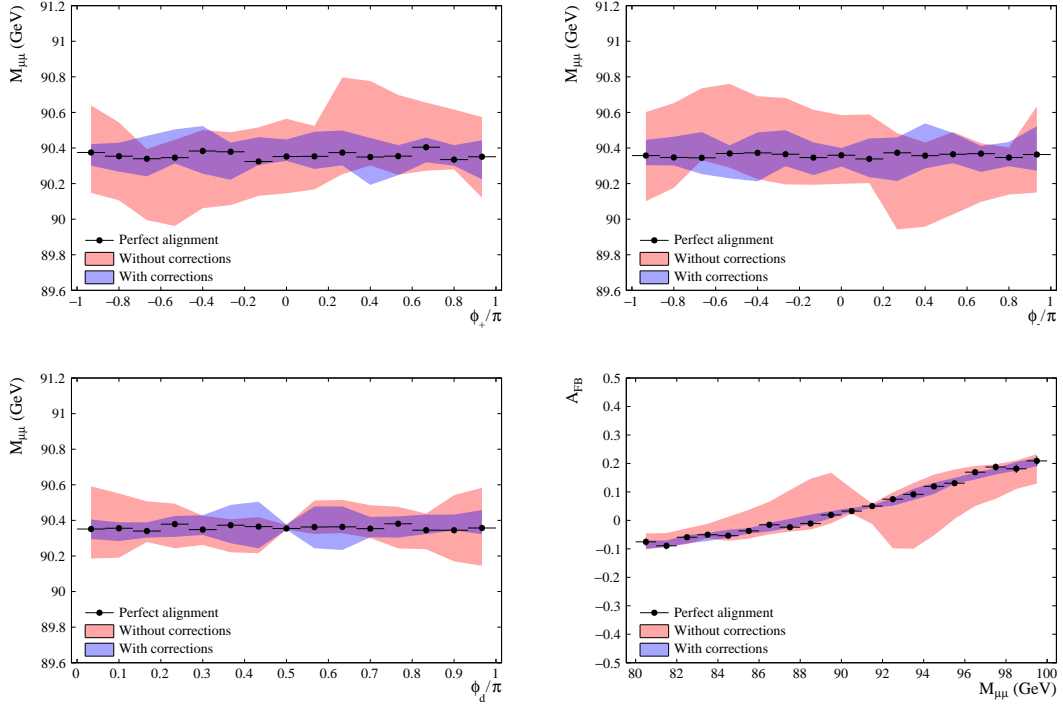 M_μμ (GeV)
91.2
91
90.8
90.6
90.4
90.2
90
89.8
89.6
Perfect alignment
Without corrections
With corrections
−1 −0.8 −0.6 −0.4 −0.2 0 0.2 0.4 0.6 0.8 1
ϕ_+/π
M_μμ (GeV)
91.2
91
90.8
90.6
90.4
90.2
90
89.8
89.6
Perfect alignment
Without corrections
With corrections
−1 −0.8 −0.6 −0.4 −0.2 0 0.2 0.4 0.6 0.8 1
ϕ_-/π
M_μμ (GeV)
91.2
91
90.8
90.6
90.4
90.2
90
89.8
89.6
Perfect alignment
Without corrections
With corrections
0 0.1 0.2 0.3 0.4 0.5 0.6 0.7 0.8 0.9 1
ϕ_d/π
A_FB
0.5
0.4
0.3
0.2
0.1
0
−0.1
−0.2
−0.3
−0.4
−0.5
Perfect alignment
Without corrections
With corrections
80 82 84 86 88 90 92 94 96 98 100
M_μμ (GeV)